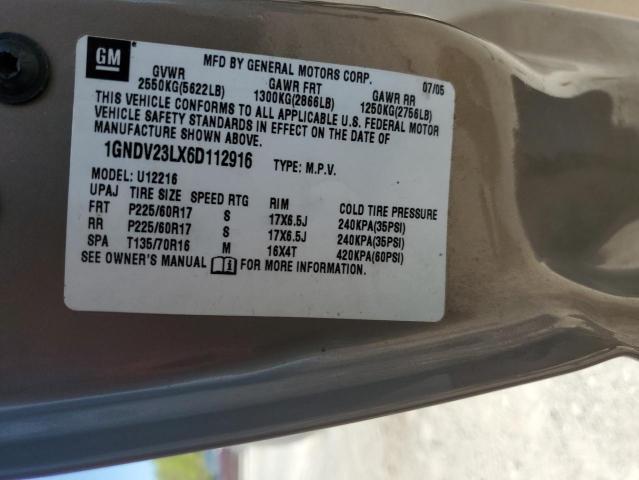 GM
MFD BY GENERAL MOTORS CORP. 07/05
GVWR GAWR FRT GAWR RR
2550KG(5622LB) 1300KG(2866LB) 1250KG(2756LB)
THIS VEHICLE CONFORMS TO ALL APPLICABLE U.S. FEDERAL MOTOR
VEHICLE SAFETY STANDARDS IN EFFECT ON THE DATE OF
MANUFACTURE SHOWN ABOVE.
1GNDV23LX6D112916 TYPE: M.P.V.
MODEL: U12216
UPAJ TIRE SIZE SPEED RTG RIM COLD TIRE PRESSURE
FRT P225/60R17 S 17X6.5J 240KPA(35PSI)
RR P225/60R17 S 17X6.5J 240KPA(35PSI)
SPA T135/70R16 M 16X4T 420KPA(60PSI)
SEE OWNER'S MANUAL FOR MORE INFORMATION.